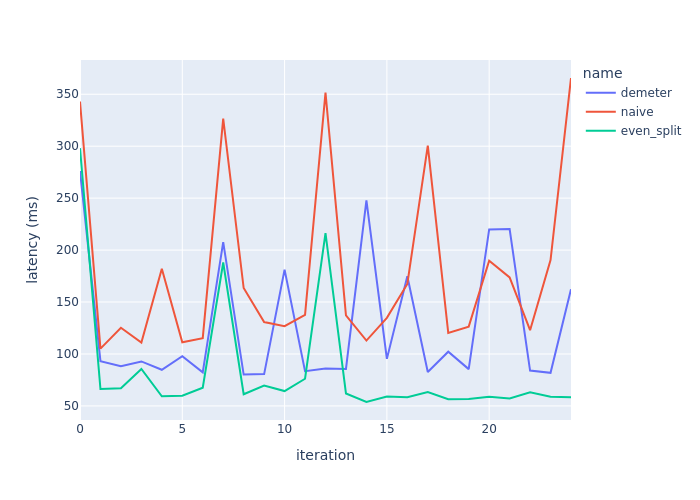 name
demeter
naive
even_split
latency (ms)
350
300
250
200
150
100
50
0 5 10 15 20
iteration